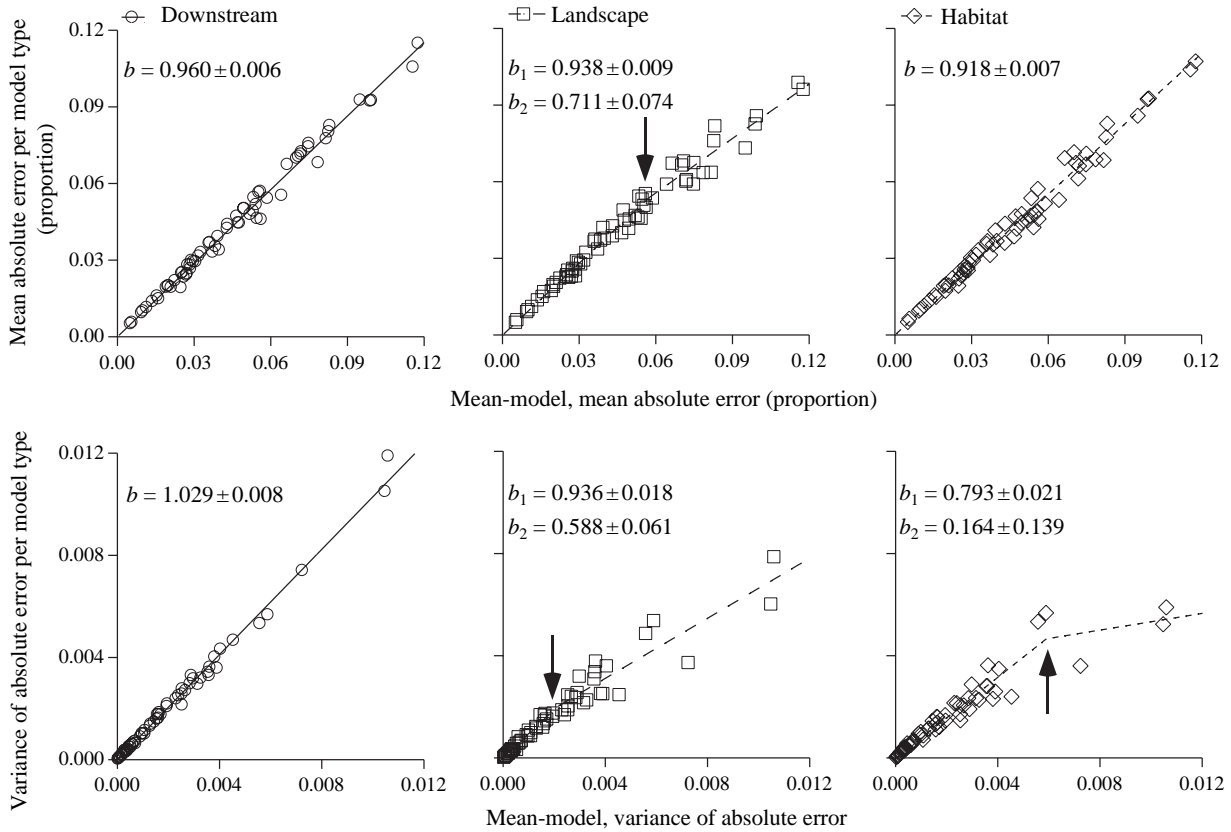 Downstream
Landscape
Habitat
Mean absolute error per model type
(proportion)
0.12
0.09
0.06
0.03
0.00
b = 0.960±0.006
b1 = 0.938±0.009
b2 = 0.711±0.074
b = 0.918±0.007
0.00 0.03 0.06 0.09 0.12
0.00 0.03 0.06 0.09 0.12
0.00 0.03 0.06 0.09 0.12
Mean-model, mean absolute error (proportion)
Variance of absolute error per model type
0.012
0.008
0.004
0.000
b = 1.029±0.008
b1 = 0.936±0.018
b2 = 0.588±0.061
b1 = 0.793±0.021
b2 = 0.164±0.139
0.000 0.004 0.008 0.012
0.000 0.004 0.008 0.012
0.000 0.004 0.008 0.012
Mean-model, variance of absolute error